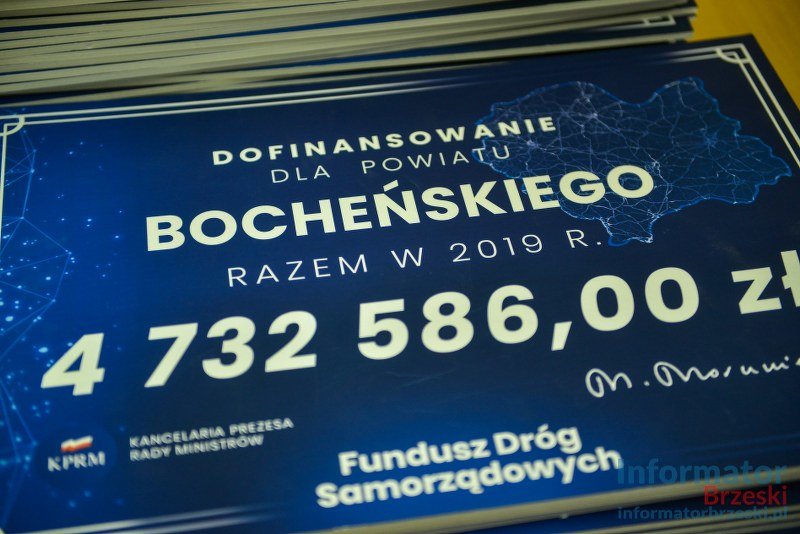 DOFINANSOWANIE
DLA POWIATU
BOCHEŃSKIEGO
RAZEM W 2019 R.
4 732 586,00 zł
KPRM
KANCELARIA PREZESA
RADY MINISTRÓW
Fundusz Dróg
Samorządowych
Informator
Brzeski
informatorbrzeski.pl